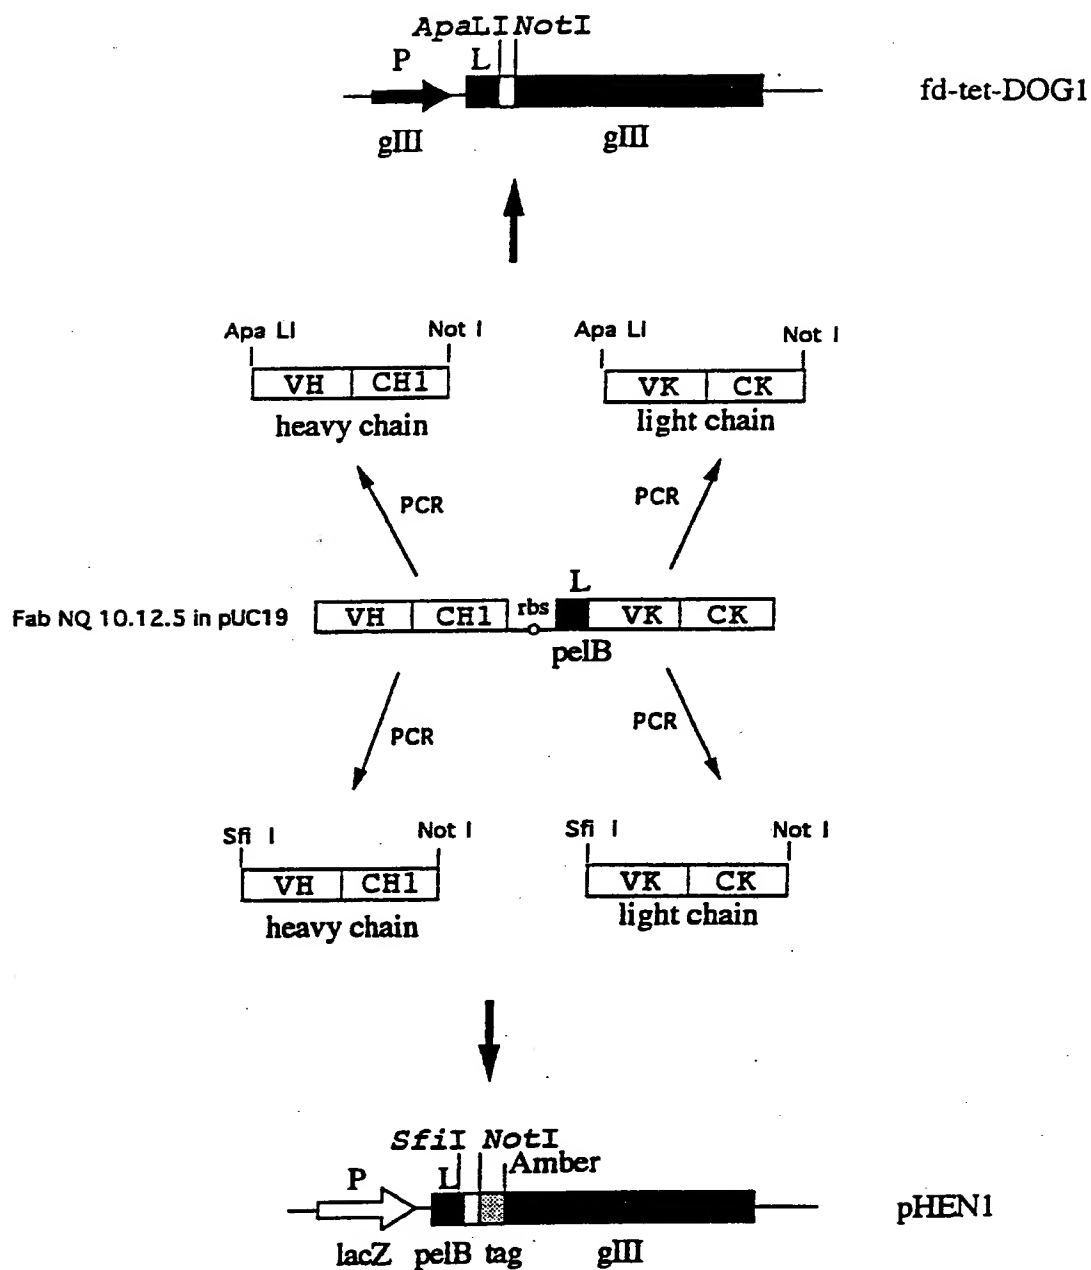 ApaLI NotI
P L
fd-tet-DOG1
gIII gIII
Apa LI Not I Apa LI Not I
VH CH1 VK CK
heavy chain light chain
PCR PCR
L
Fab NQ 10.12.5 in pUC19 VH CH1 rbs VK CK
pelB
PCR PCR
Sfi I Not I Sfi I Not I
VH CH1 VK CK
heavy chain light chain
SfiI NotI
P L Amber
pHEN1
lacZ pelB tag gIII